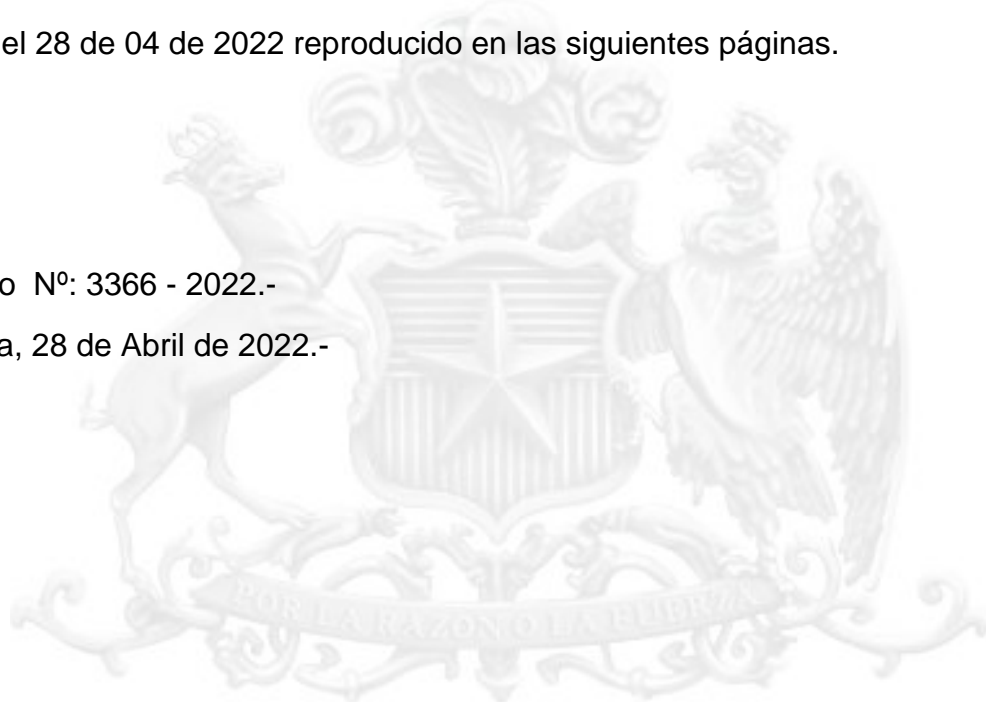 el 28 de 04 de 2022 reproducido en las siguientes páginas.
o Nº: 3366 - 2022.-
a, 28 de Abril de 2022.-
POR LA RAZON O LA FUERZA